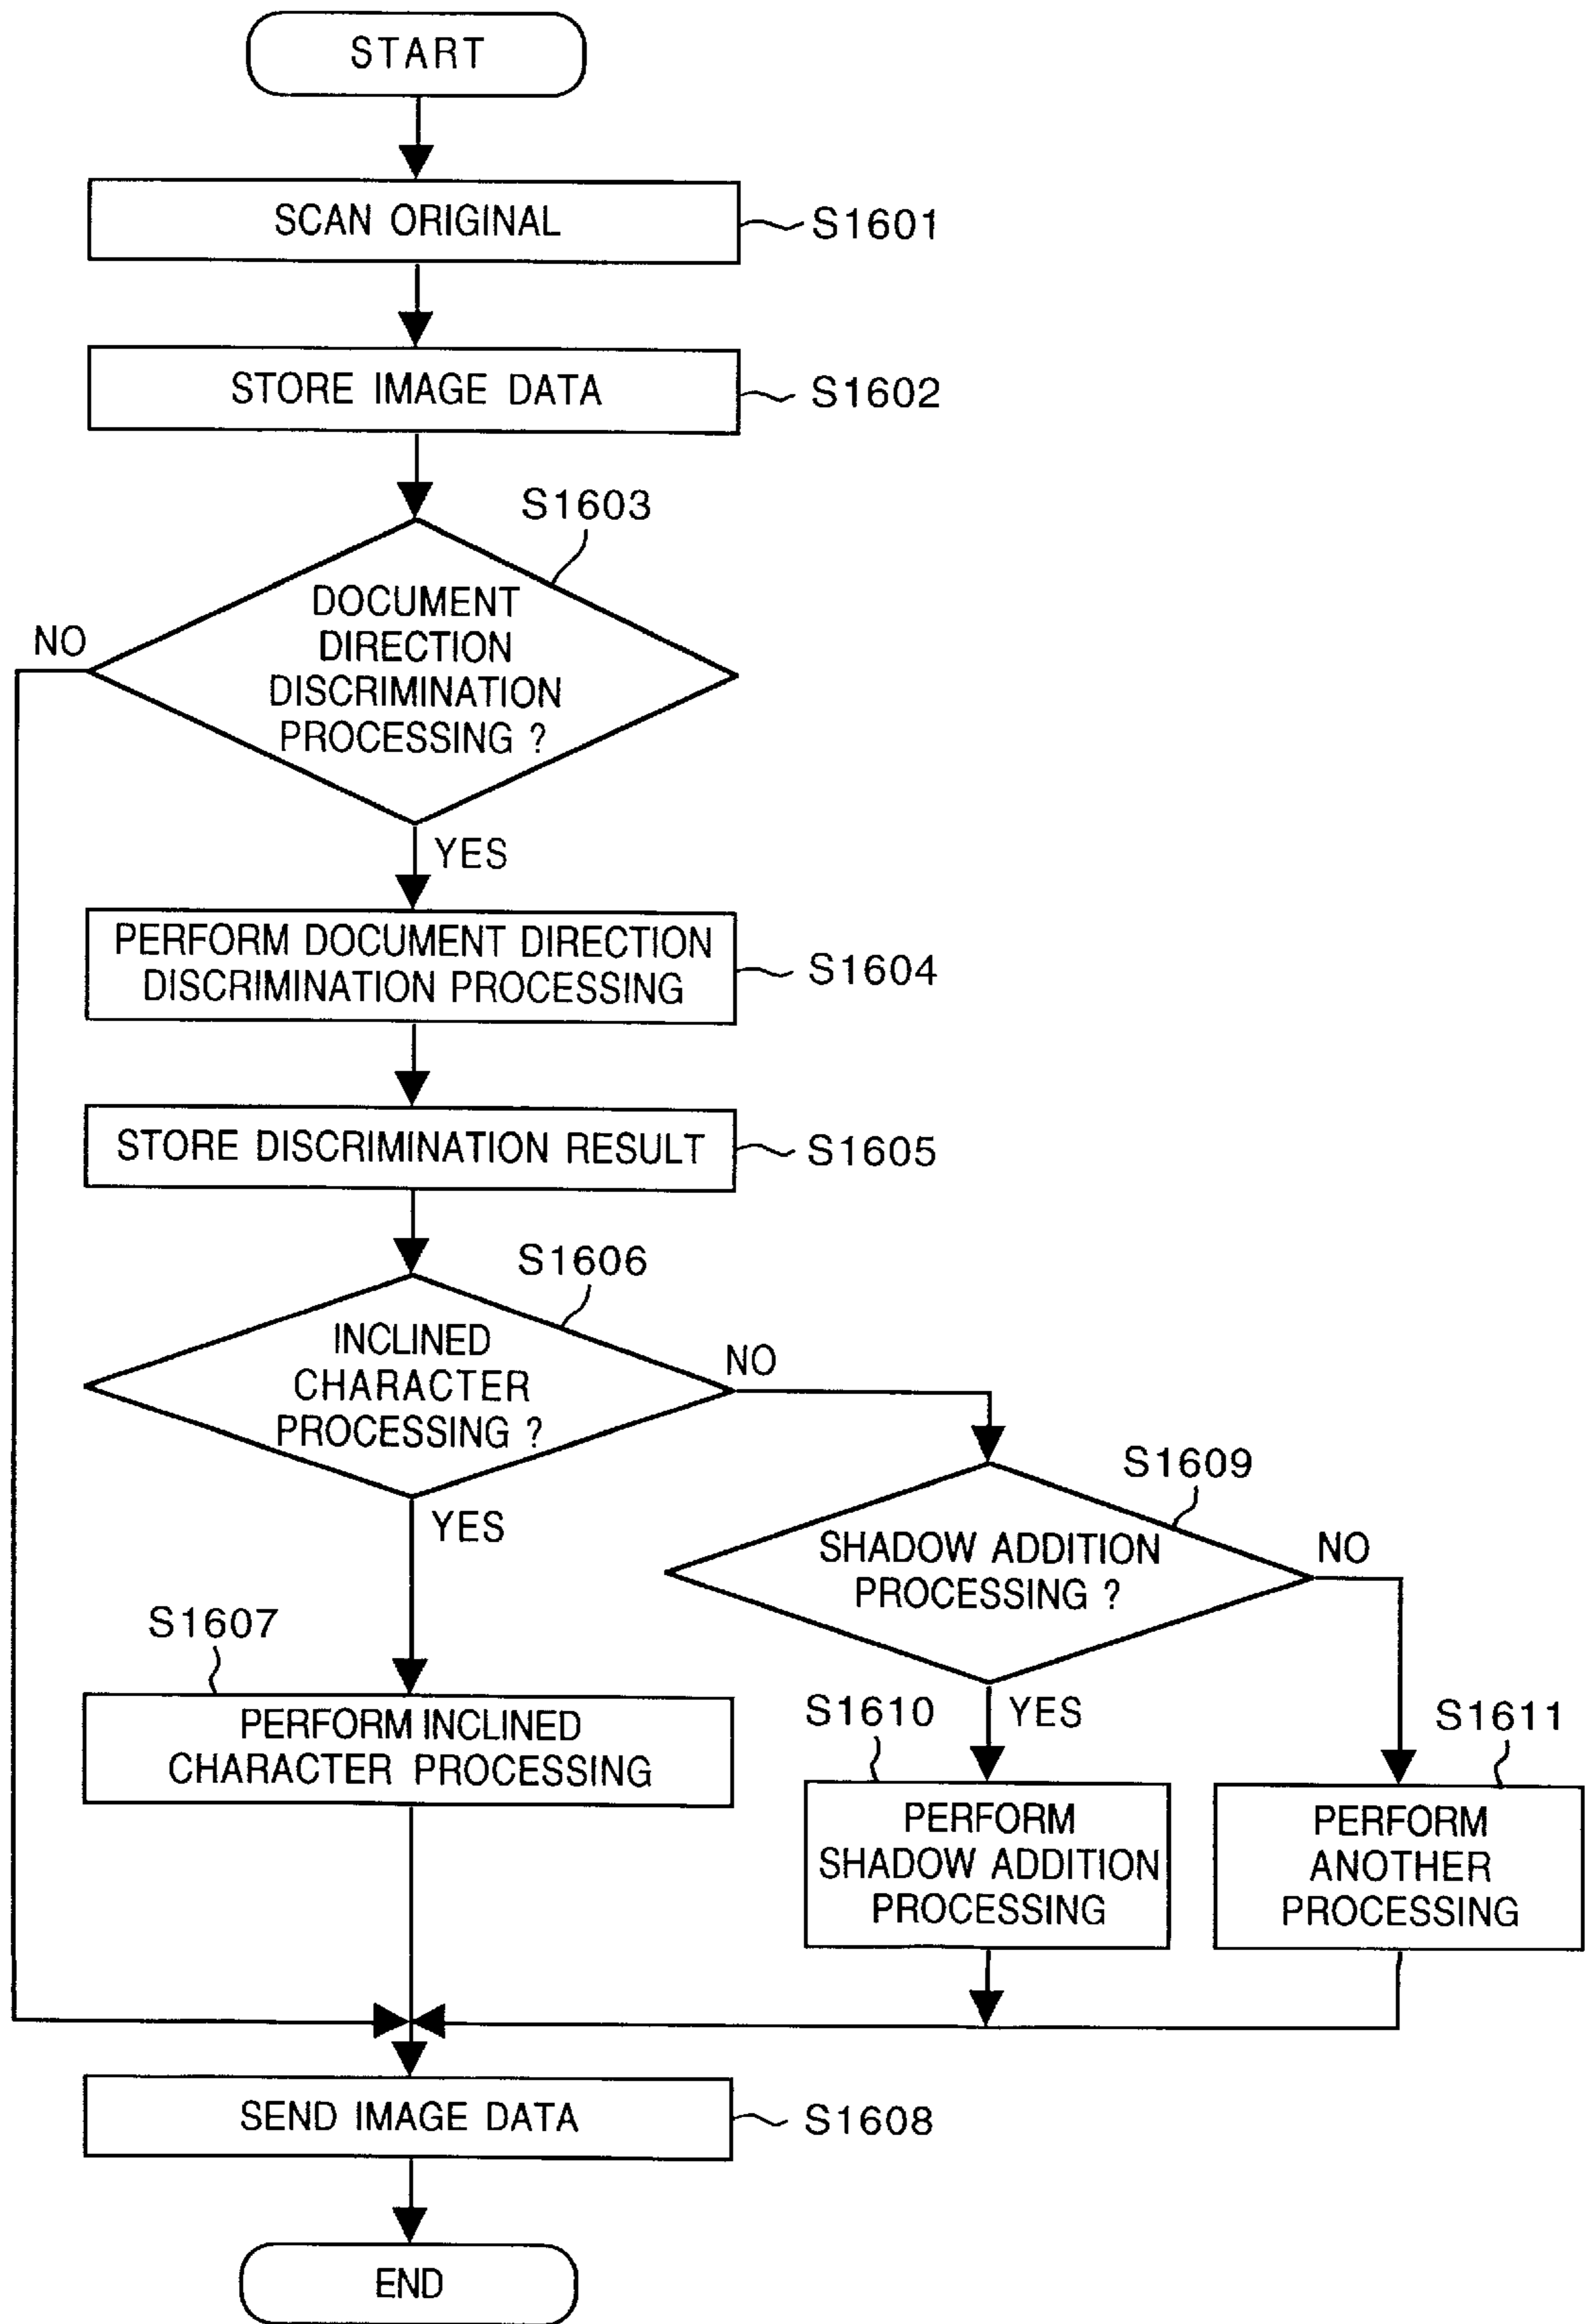 START
SCAN ORIGINAL
S1601
STORE IMAGE DATA
S1602
S1603
DOCUMENT
DIRECTION
DISCRIMINATION
PROCESSING ?
NO
YES
PERFORM DOCUMENT DIRECTION
DISCRIMINATION PROCESSING
S1604
STORE DISCRIMINATION RESULT
S1605
S1606
INCLINED
CHARACTER
PROCESSING ?
NO
YES
S1609
SHADOW ADDITION
PROCESSING ?
NO
YES
S1607
PERFORM INCLINED
CHARACTER PROCESSING
S1610
PERFORM
SHADOW ADDITION
PROCESSING
S1611
PERFORM
ANOTHER
PROCESSING
SEND IMAGE DATA
S1608
END